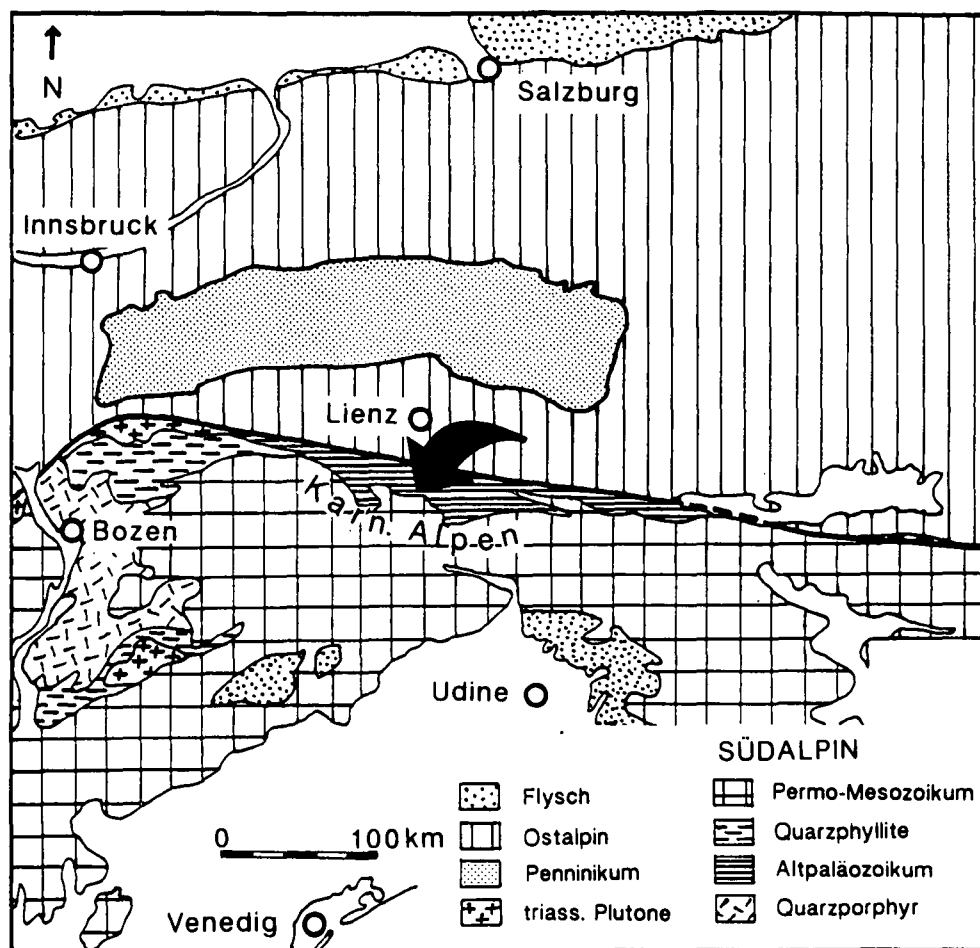 N
Salzburg
Innsbruck
Lienz
Karn. Alpen
Bozen
Udine
SÜDALPIN
Flysch
Permo-Mesozoikum
Ostalpin
Quarzphyllite
0 100 km
Penninikum
Altpaläozoikum
triass. Plutone
Quarzporphyr
Venedig